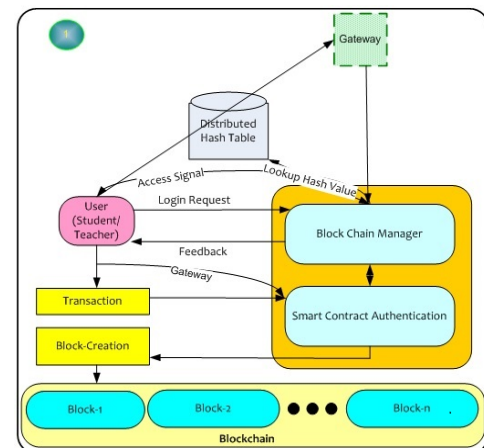 1
Gateway
Distributed
Hash Table
Access Signal
Lookup Hash Value
User
(Student/
Teacher)
Login Request
Block Chain Manager
Feedback
Gateway
Transaction
Smart Contract Authentication
Block-Creation
Block-1
Block-2
Block-n
.
Blockchain